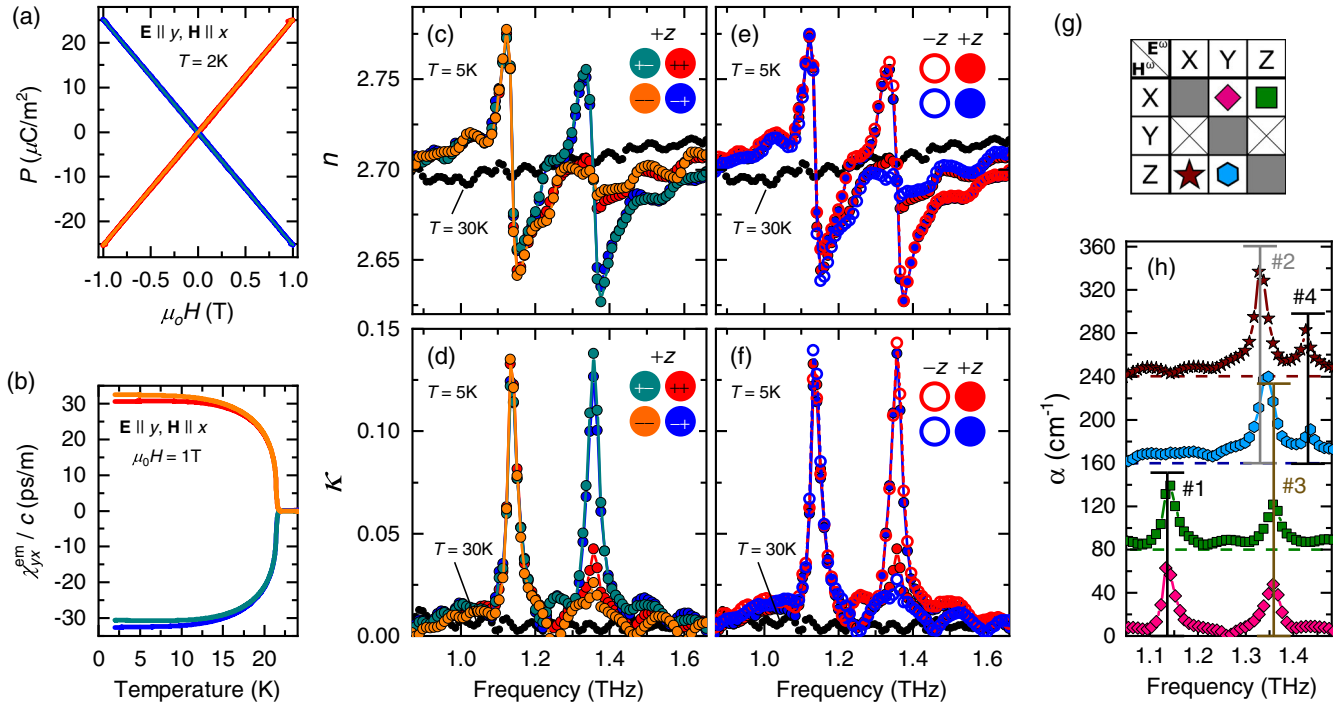 (a)
E || y, H || x
T = 2K
P (μC/m²)
20
10
0
-10
-20
-1.0 -0.5 0.0 0.5 1.0
μ₀H (T)
(b)
E || y, H || x
μ₀H = 1T
χᵉᵐyx / c (ps/m)
30
20
10
0
-10
-20
-30
0 5 10 15 20
Temperature (K)
(c)
+z
T = 5K
+− ++
−− −+
n
2.75
2.70
2.65
T = 30K
(d)
+z
T = 5K
+− ++
−− −+
κ
0.15
0.10
0.05
0.00
T = 30K
1.0 1.2 1.4 1.6
Frequency (THz)
(e)
−z +z
T = 5K
T = 30K
(f)
−z +z
T = 5K
T = 30K
1.0 1.2 1.4 1.6
Frequency (THz)
(g)
Eω
Hω
X Y Z
X
Y
Z
(h)
α (cm⁻¹)
360
320
280
240
200
160
120
80
40
0
#2
#4
#1
#3
1.1 1.2 1.3 1.4
Frequency (THz)